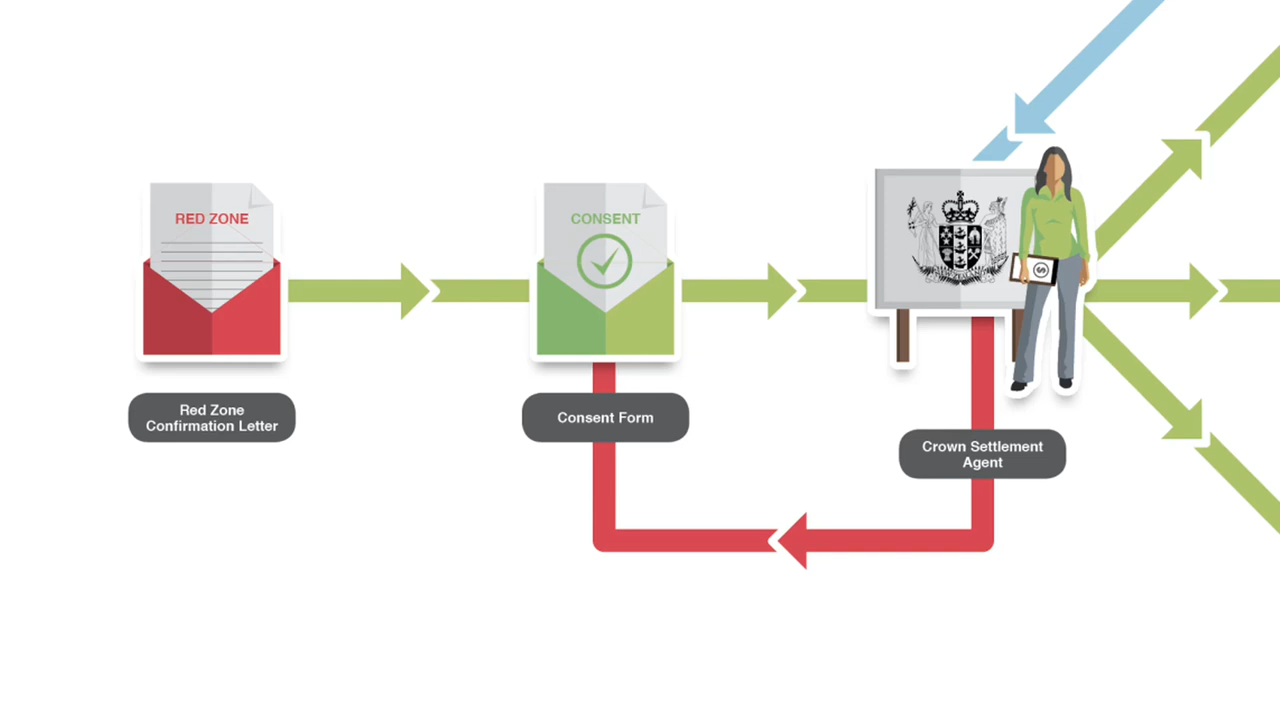 RED ZONE
CONSENT
Red Zone
Confirmation Letter
Consent Form
Crown Settlement
Agent